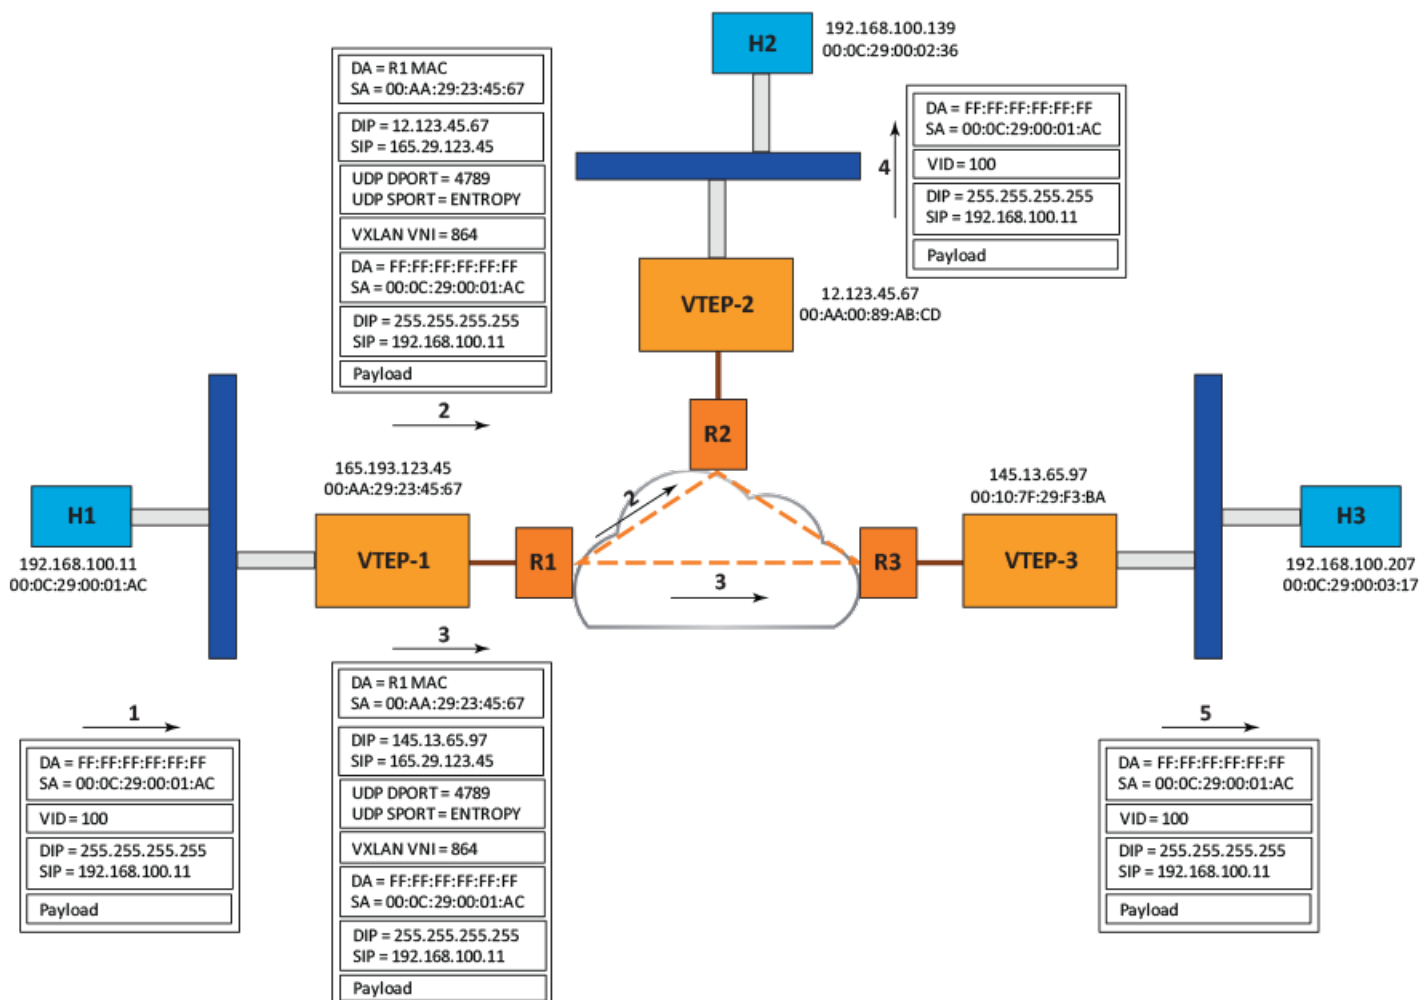 H2
192.168.100.139
00:0C:29:00:02:36
DA = R1 MAC
SA = 00:AA:29:23:45:67
DIP = 12.123.45.67
SIP = 165.29.123.45
UDP DPORT = 4789
UDP SPORT = ENTROPY
VXLAN VNI = 864
DA = FF:FF:FF:FF:FF:FF
SA = 00:0C:29:00:01:AC
DIP = 255.255.255.255
SIP = 192.168.100.11
Payload
2
4
DA = FF:FF:FF:FF:FF:FF
SA = 00:0C:29:00:01:AC
VID = 100
DIP = 255.255.255.255
SIP = 192.168.100.11
Payload
VTEP-2
12.123.45.67
00:AA:00:89:AB:CD
R2
165.193.123.45
00:AA:29:23:45:67
145.13.65.97
00:10:7F:29:F3:BA
H1
192.168.100.11
00:0C:29:00:01:AC
VTEP-1
R1
2
3
R3
VTEP-3
H3
192.168.100.207
00:0C:29:00:03:17
1
DA = FF:FF:FF:FF:FF:FF
SA = 00:0C:29:00:01:AC
VID = 100
DIP = 255.255.255.255
SIP = 192.168.100.11
Payload
3
DA = R1 MAC
SA = 00:AA:29:23:45:67
DIP = 145.13.65.97
SIP = 165.29.123.45
UDP DPORT = 4789
UDP SPORT = ENTROPY
VXLAN VNI = 864
DA = FF:FF:FF:FF:FF:FF
SA = 00:0C:29:00:01:AC
DIP = 255.255.255.255
SIP = 192.168.100.11
Payload
5
DA = FF:FF:FF:FF:FF:FF
SA = 00:0C:29:00:01:AC
VID = 100
DIP = 255.255.255.255
SIP = 192.168.100.11
Payload